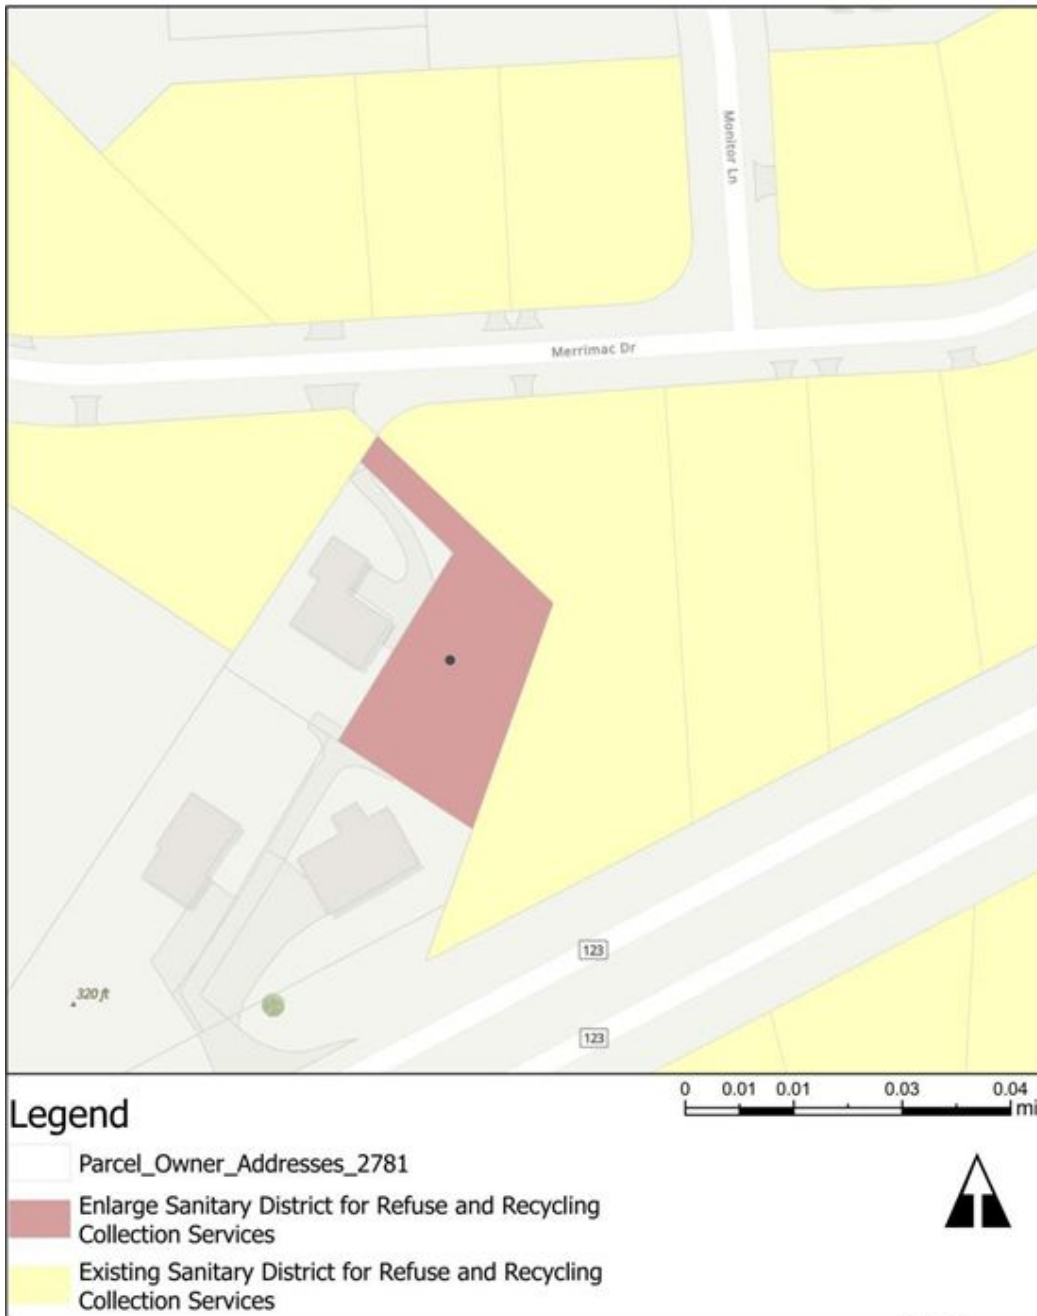 Monitor Ln
Merrimac Dr
123
320 ft
123
0 0.01 0.01 0.03 0.04
mi
Legend
Parcel_Owner_Addresses_2781
Enlarge Sanitary District for Refuse and Recycling
Collection Services
Existing Sanitary District for Refuse and Recycling
Collection Services